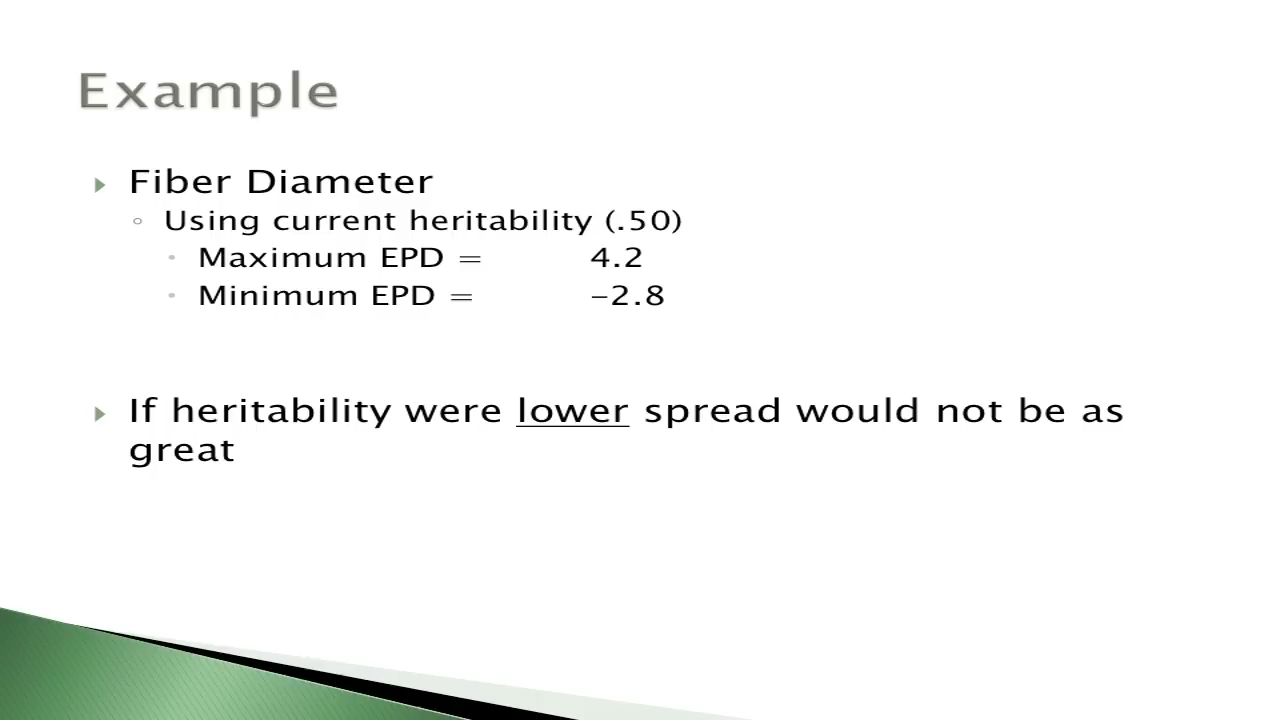 Example
Fiber Diameter
Using current heritability (.50)
Maximum EPD = 4.2
Minimum EPD = -2.8
If heritability were lower spread would not be as
great